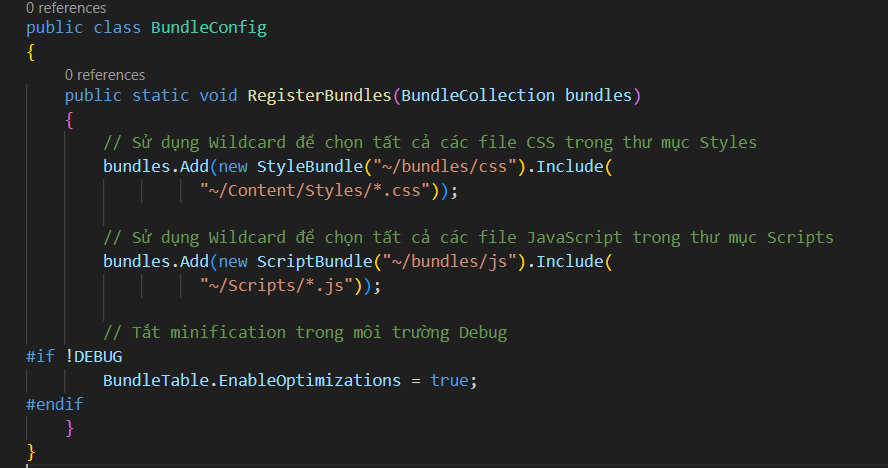 0 references
public class BundleConfig
{
0 references
public static void RegisterBundles(BundleCollection bundles)
{
// Sử dụng Wildcard để chọn tất cả các file CSS trong thư mục Styles
bundles.Add(new StyleBundle("~/bundles/css").Include(
"~/Content/Styles/*.css"));
// Sử dụng Wildcard để chọn tất cả các file JavaScript trong thư mục Scripts
bundles.Add(new ScriptBundle("~/bundles/js").Include(
"~/Scripts/*.js"));
// Tắt minification trong môi trường Debug
#if !DEBUG
BundleTable.EnableOptimizations = true;
#endif
}
}